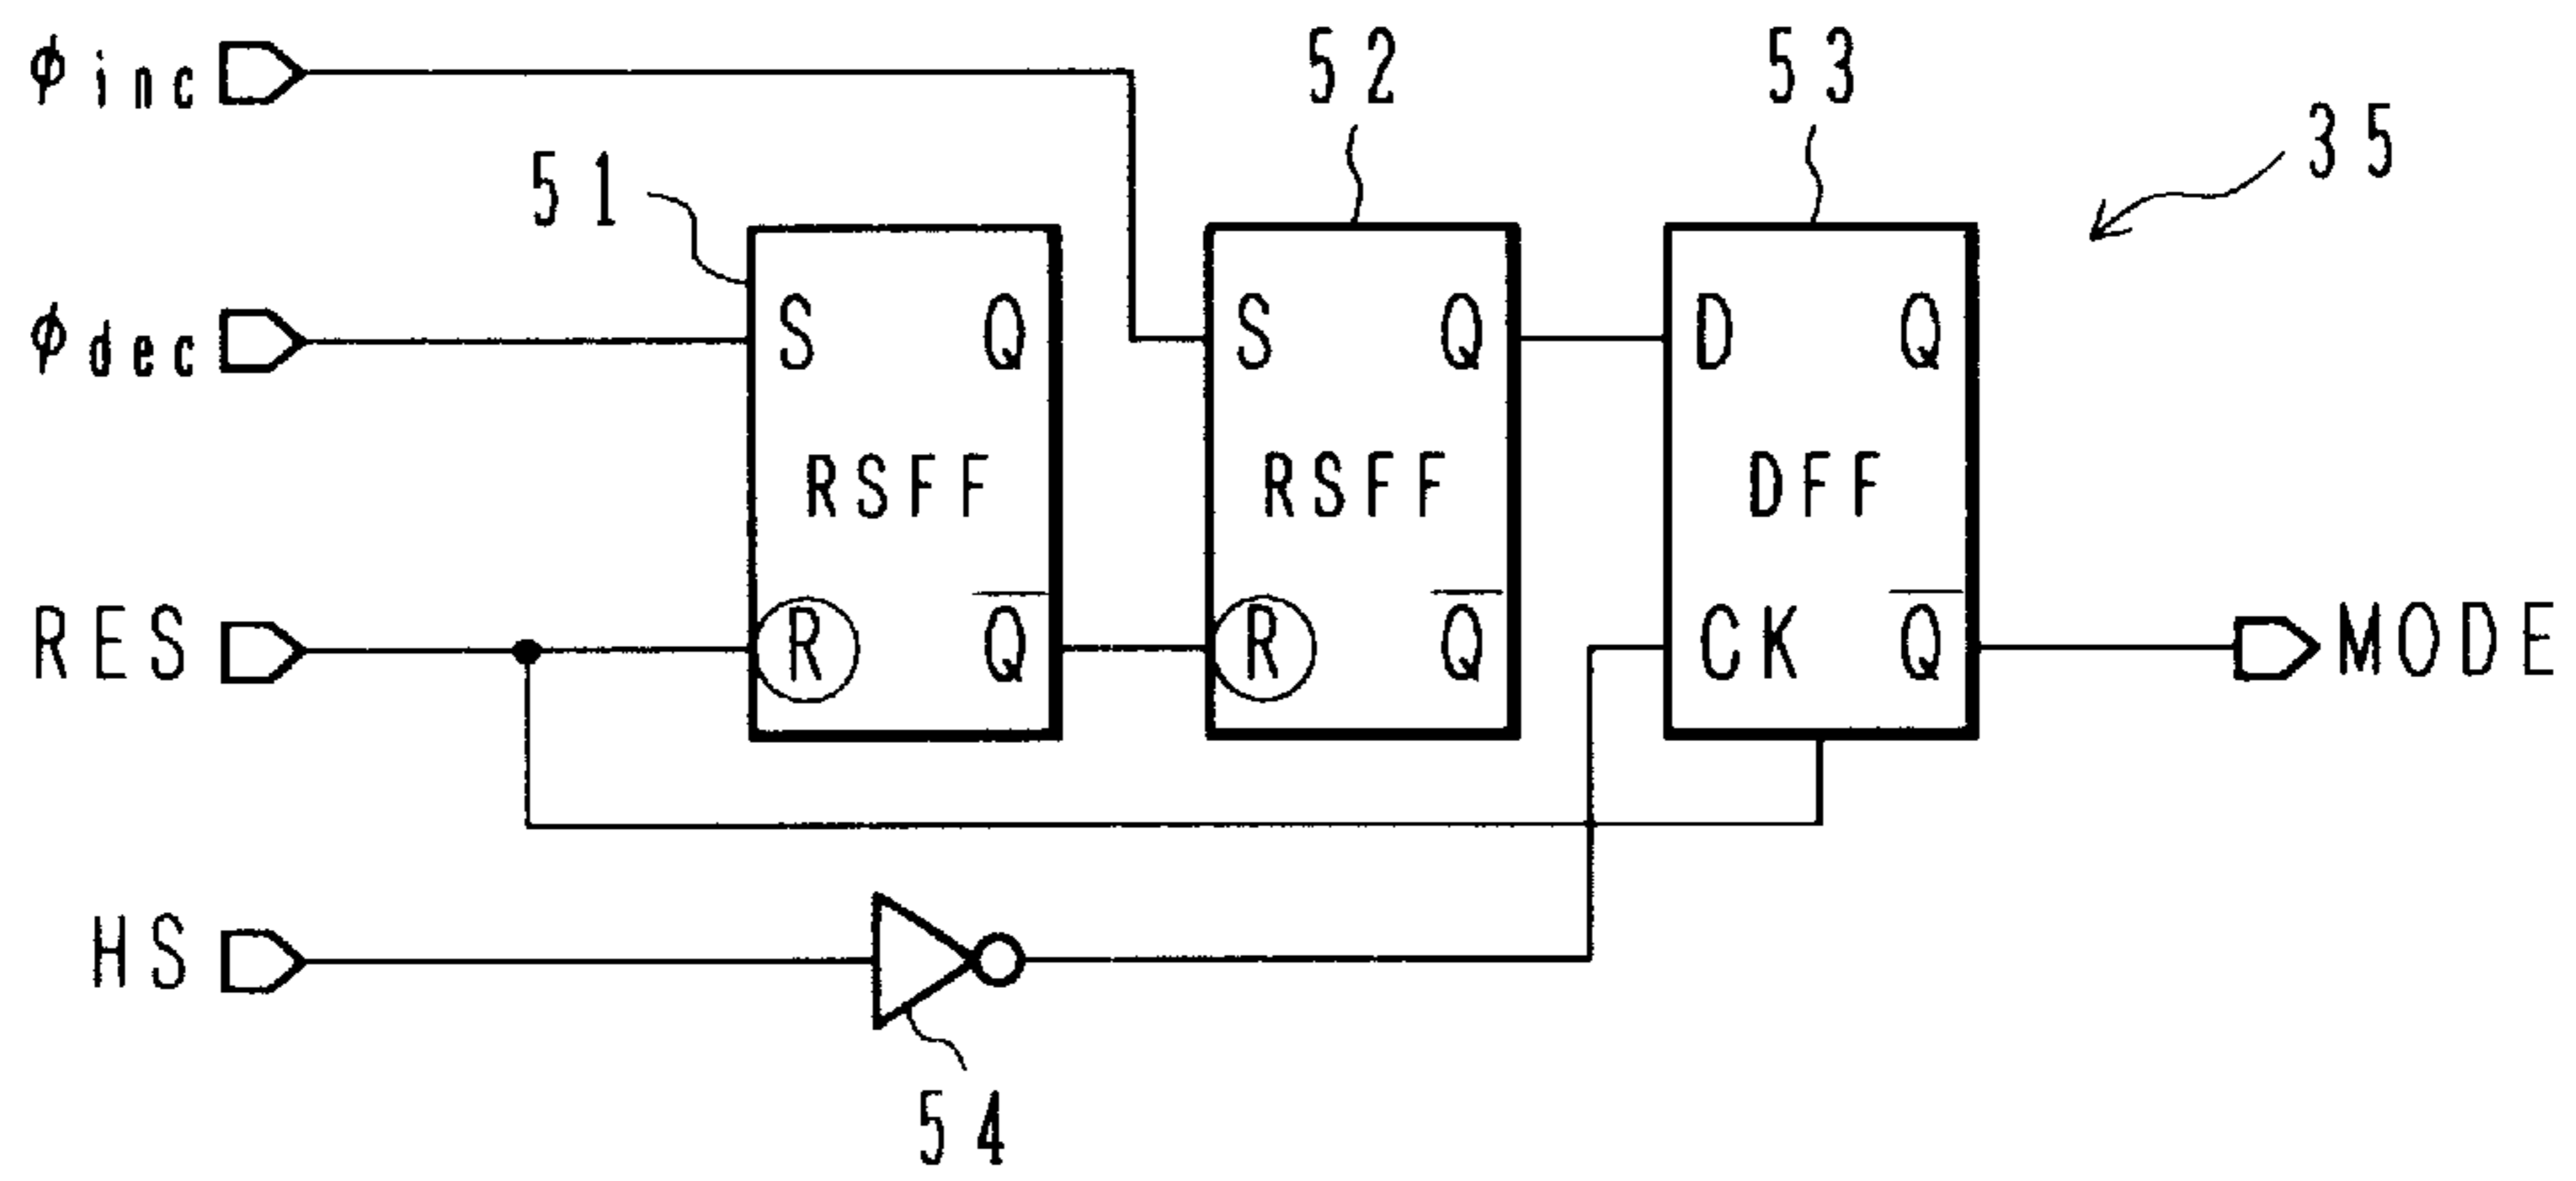 ϕinc
52
53
35
51
ϕdec
S Q
S Q
D Q
RSFF
RSFF
DFF
RES
R Q̅
R Q̅
CK Q̅
MODE
HS
54